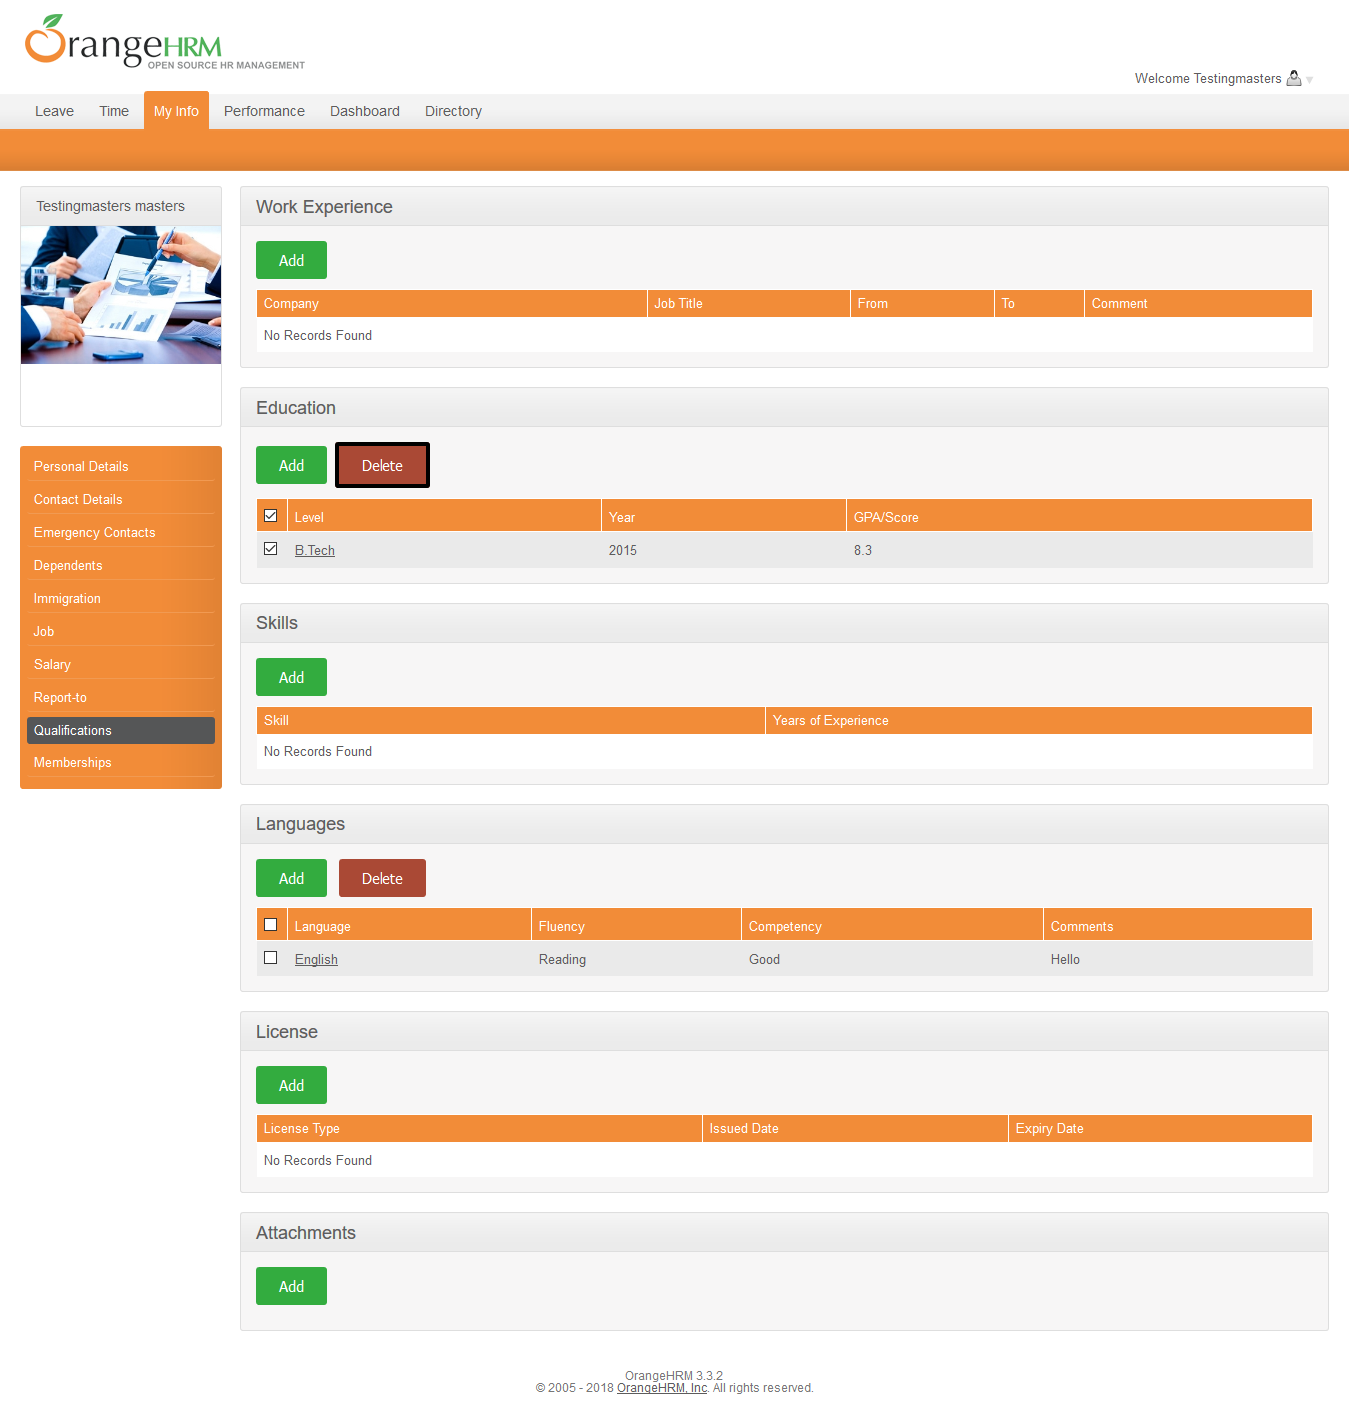 OrangeHRM
OPEN SOURCE HR MANAGEMENT
Welcome Testingmasters
Leave Time My Info Performance Dashboard Directory
Testingmasters masters
Personal Details
Contact Details
Emergency Contacts
Dependents
Immigration
Job
Salary
Report-to
Qualifications
Memberships
Work Experience
Add
Company Job Title From To Comment
No Records Found
Education
Add Delete
Level Year GPA/Score
B.Tech 2015 8.3
Skills
Add
Skill Years of Experience
No Records Found
Languages
Add Delete
Language Fluency Competency Comments
English Reading Good Hello
License
Add
License Type Issued Date Expiry Date
No Records Found
Attachments
Add
OrangeHRM 3.3.2
© 2005 - 2018 OrangeHRM, Inc. All rights reserved.